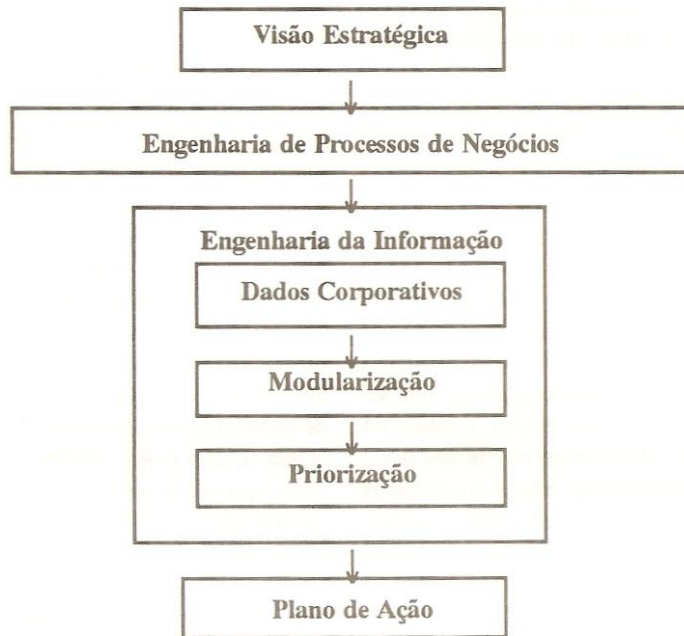 Visão Estratégica
Engenharia de Processos de Negócios
Engenharia da Informação
Dados Corporativos
Modularização
Priorização
Plano de Ação